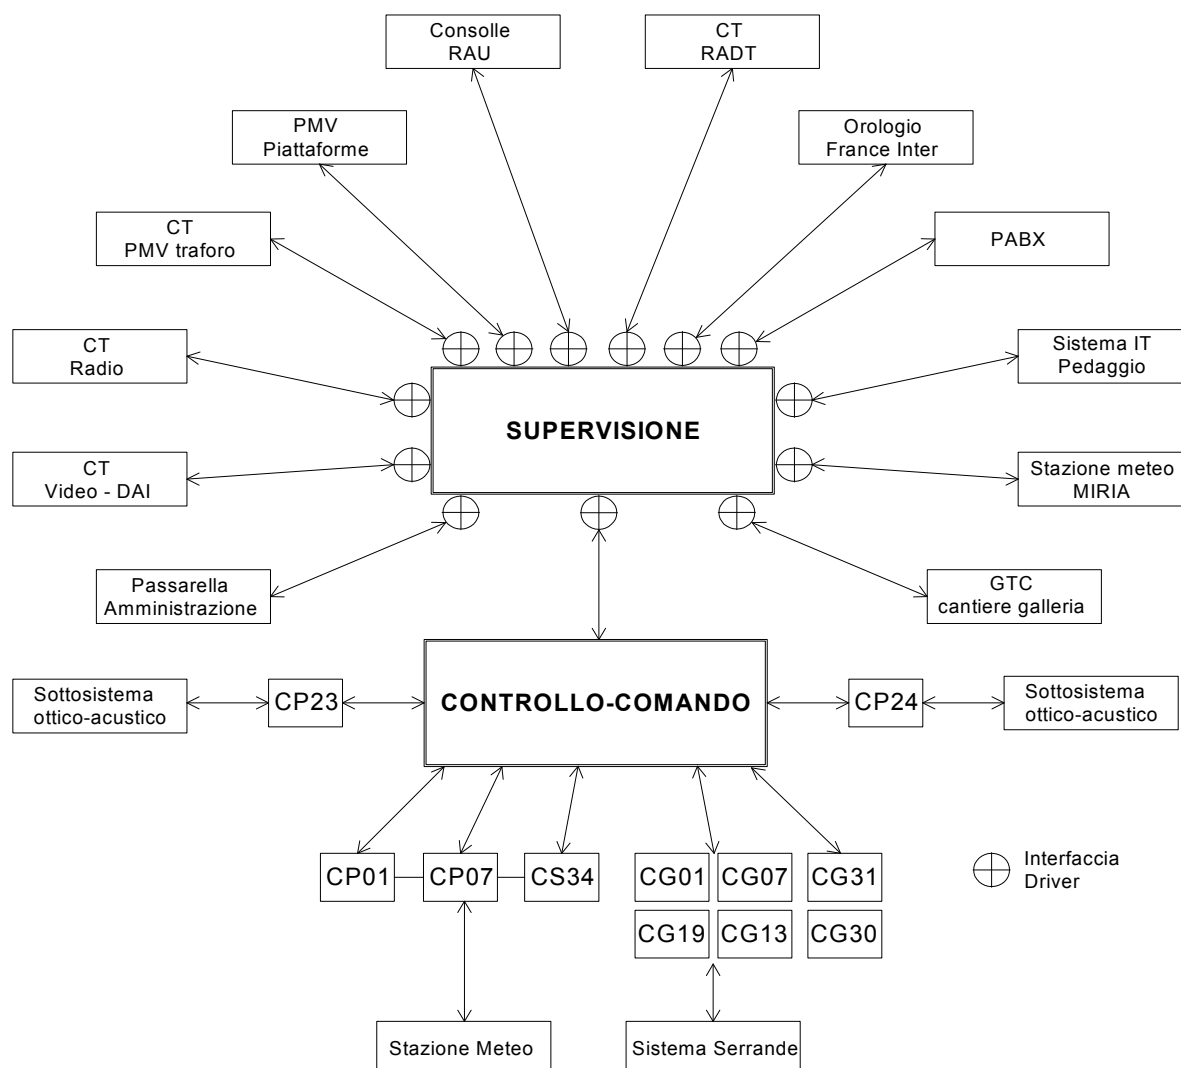 Consolle
RAU
CT
RADT
PMV
Piattaforme
Orologio
France Inter
CT
PMV traforo
PABX
CT
Radio
Sistema IT
Pedaggio
SUPERVISIONE
CT
Video - DAI
Stazione meteo
MIRIA
Passarella
Amministrazione
GTC
cantiere galleria
Sottosistema
ottico-acustico
CP23
CONTROLLO-COMANDO
CP24
Sottosistema
ottico-acustico
CP01
CP07
CS34
CG01
CG07
CG31
Interfaccia
Driver
CG19
CG13
CG30
Stazione Meteo
Sistema Serrande